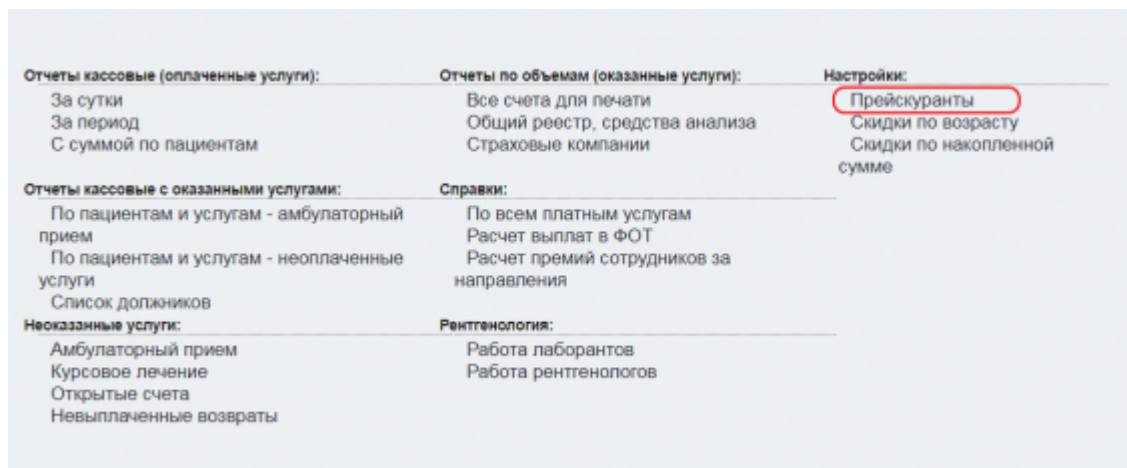 Отчеты кассовые (оплаченные услуги):
За сутки
За период
С суммой по пациентам
Отчеты по объемам (оказанные услуги):
Все счета для печати
Общий реестр, средства анализа
Страховые компании
Настройки:
Прейскуранты
Скидки по возрасту
Скидки по накопленной
сумме
Отчеты кассовые с оказанными услугами:
По пациентам и услугам - амбулаторный
прием
По пациентам и услугам - неоплаченные
услуги
Список должников
Справки:
По всем платным услугам
Расчет выплат в ФОТ
Расчет премий сотрудников за
направления
Неоказанные услуги:
Амбулаторный прием
Курсовое лечение
Открытые счета
Невыплаченные возвраты
Рентгенология:
Работа лаборантов
Работа рентгенологов